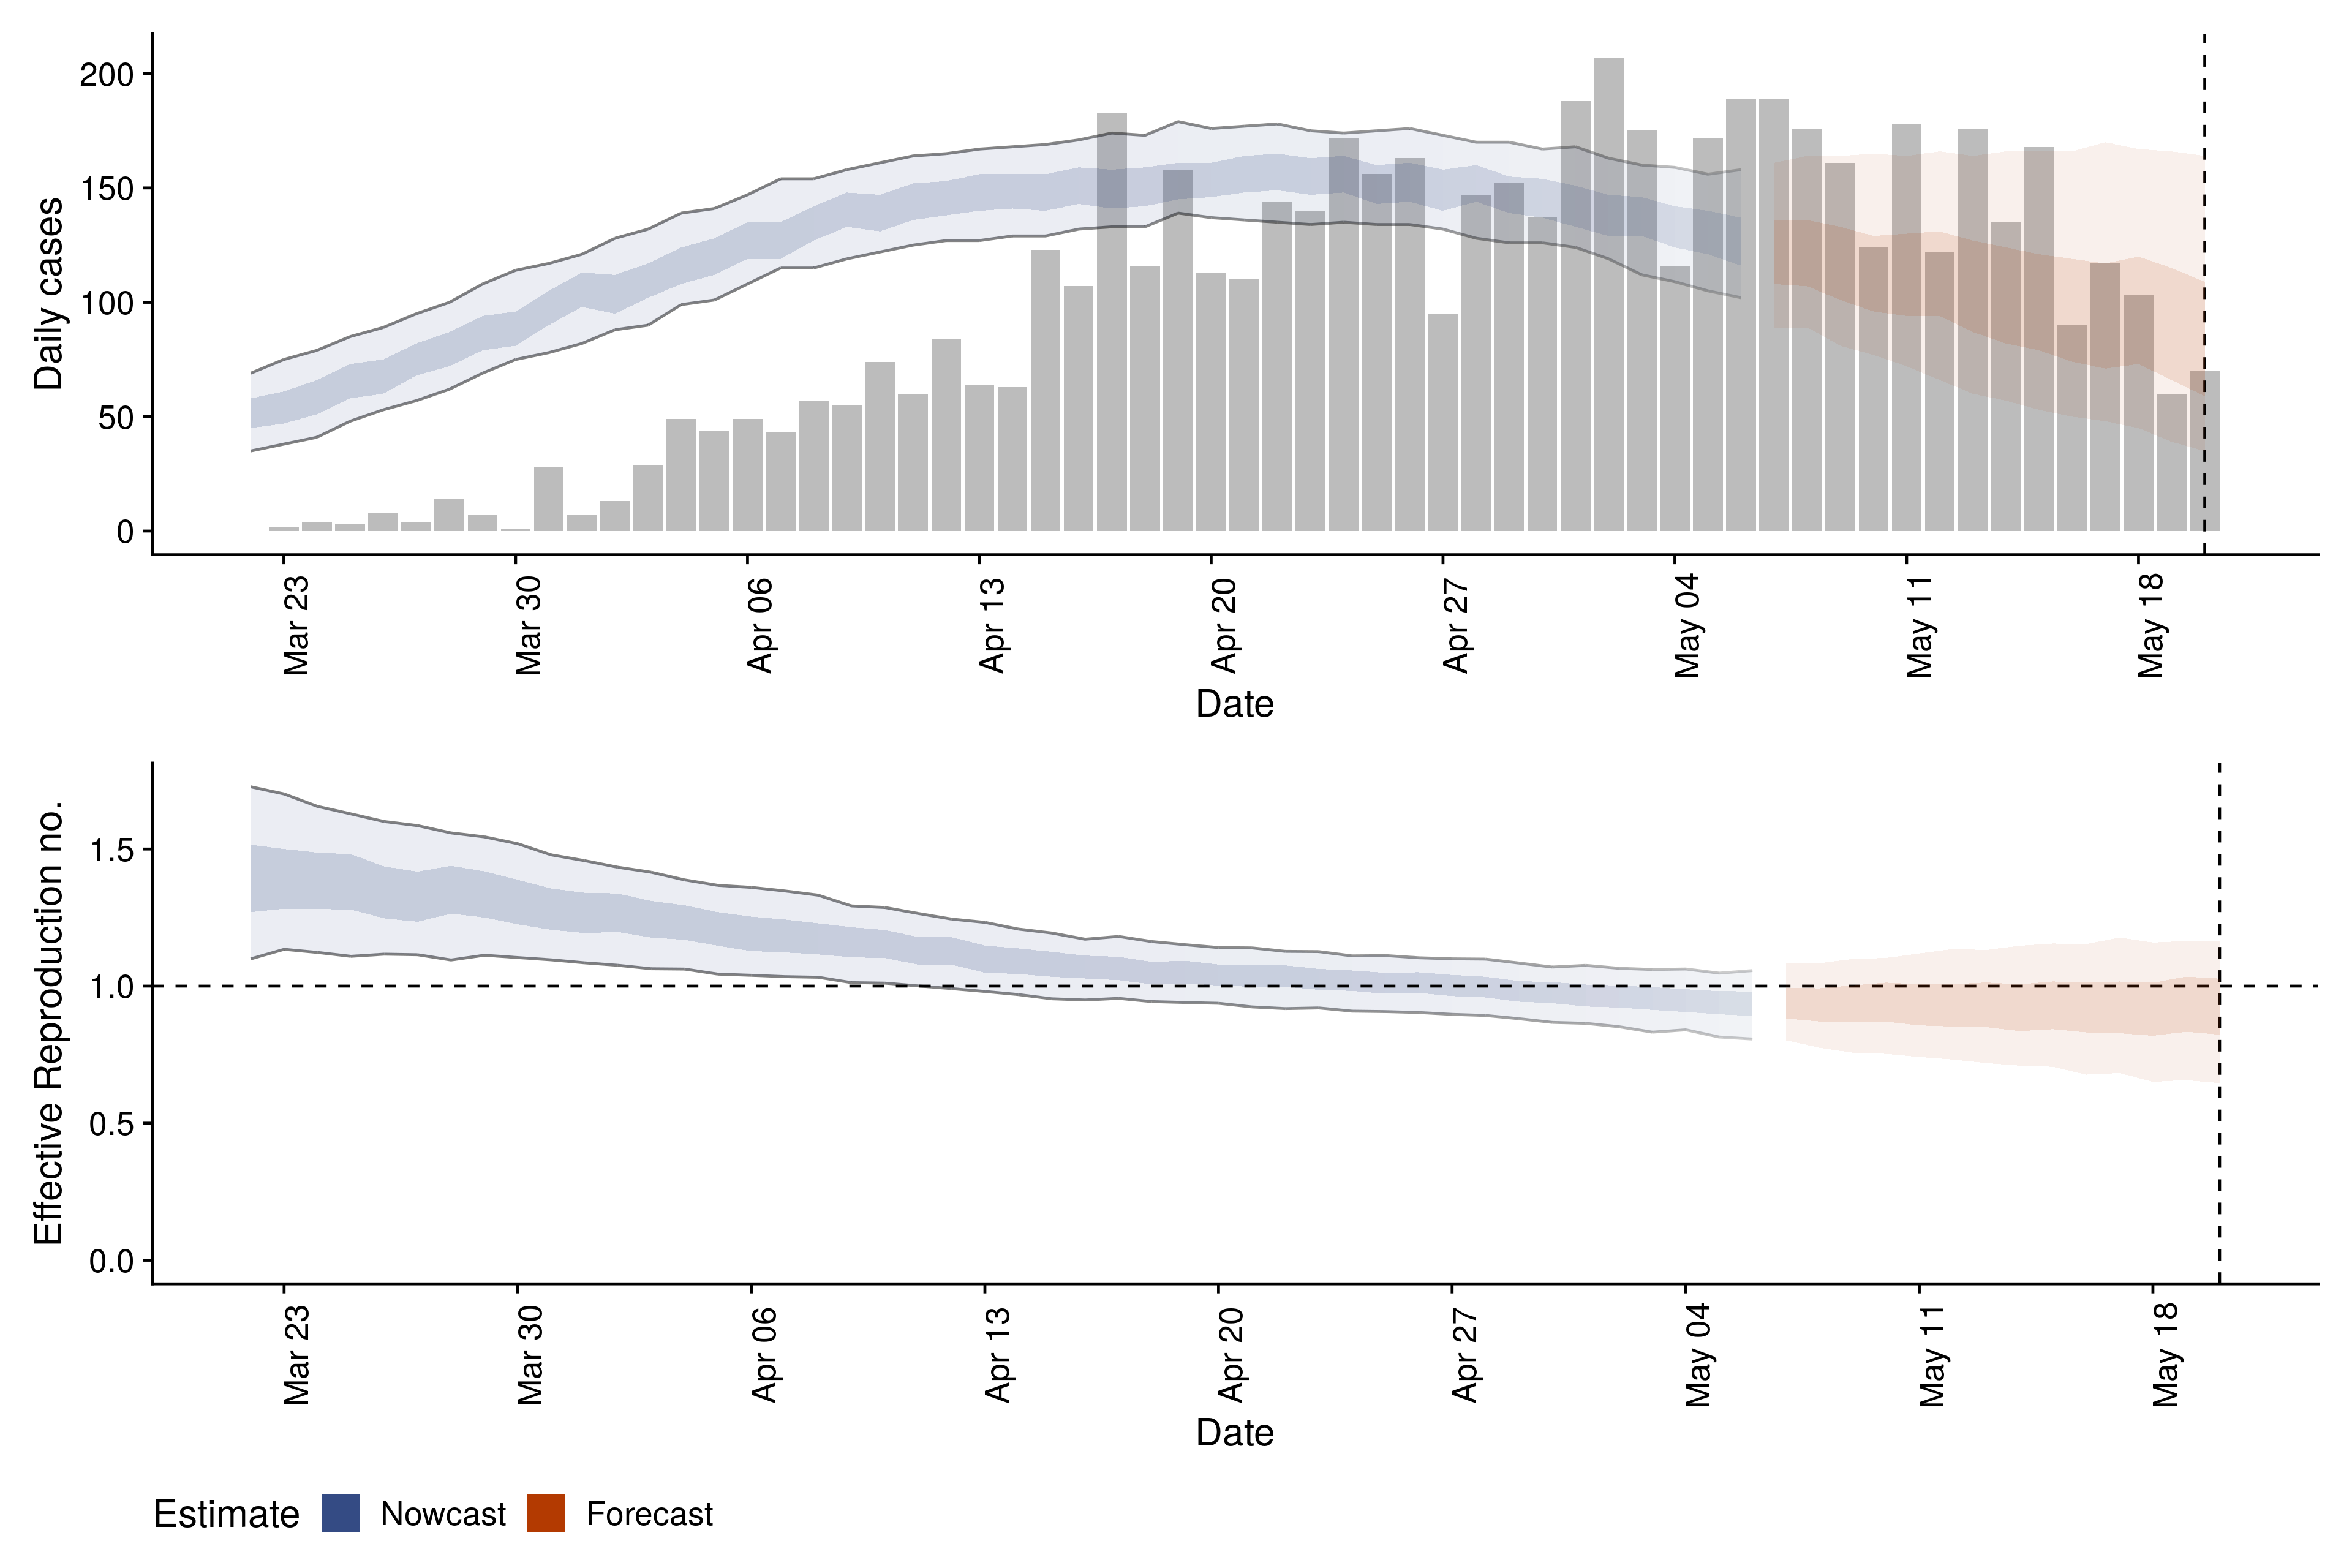 Daily cases
200
150
100
50
0
Mar 23
Mar 30
Apr 06
Apr 13
Apr 20
Apr 27
May 04
May 11
May 18
Date
Effective Reproduction no.
1.5
1.0
0.5
0.0
Mar 23
Mar 30
Apr 06
Apr 13
Apr 20
Apr 27
May 04
May 11
May 18
Date
Estimate Nowcast Forecast